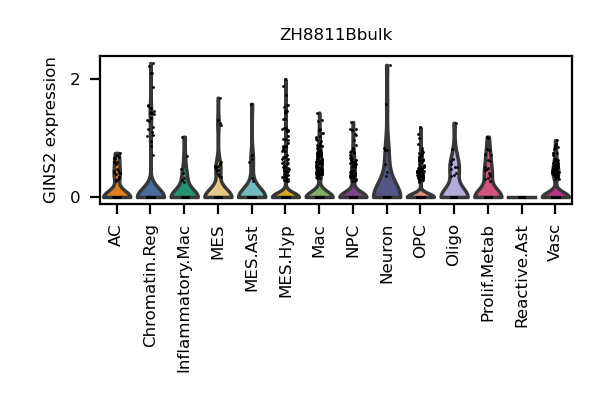 ZH8811Bbulk
GINS2 expression
2
0
AC
Chromatin.Reg
Inflammatory.Mac
MES
MES.Ast
MES.Hyp
Mac
NPC
Neuron
OPC
Oligo
Prolif.Metab
Reactive.Ast
Vasc